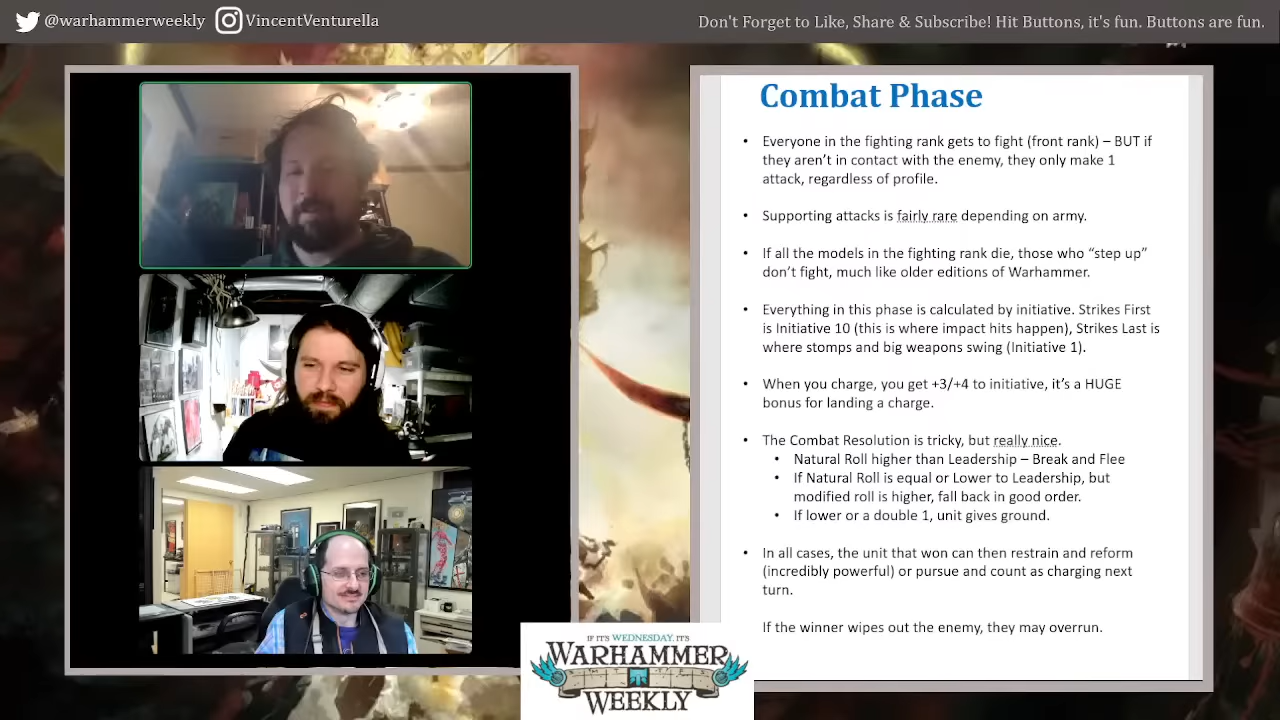 @warhammerweekly VincentVenturella
Don't Forget to Like, Share & Subscribe! Hit Buttons, it's fun. Buttons are fun.
Combat Phase
• Everyone in the fighting rank gets to fight (front rank) – BUT if
they aren't in contact with the enemy, they only make 1
attack, regardless of profile.
• Supporting attacks is fairly rare depending on army.
• If all the models in the fighting rank die, those who “step up”
don't fight, much like older editions of Warhammer.
• Everything in this phase is calculated by initiative. Strikes First
is Initiative 10 (this is where impact hits happen), Strikes Last is
where stomps and big weapons swing (Initiative 1).
• When you charge, you get +3/+4 to initiative, it's a HUGE
bonus for landing a charge.
• The Combat Resolution is tricky, but really nice.
• Natural Roll higher than Leadership – Break and Flee
• If Natural Roll is equal or Lower to Leadership, but
modified roll is higher, fall back in good order.
• If lower or a double 1, unit gives ground.
• In all cases, the unit that won can then restrain and reform
(incredibly powerful) or pursue and count as charging next
turn.
If the winner wipes out the enemy, they may overrun.
IF IT'S WEDNESDAY, IT'S
WARHAMMER
WEEKLY